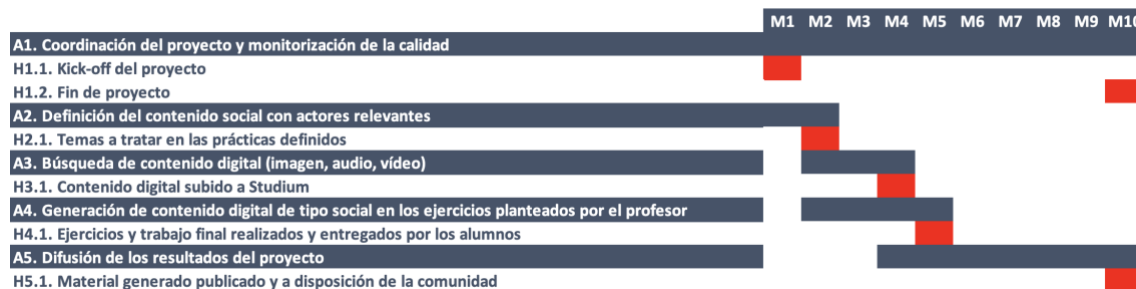 M1 M2 M3 M4 M5 M6 M7 M8 M9 M10
A1. Coordinación del proyecto y monitorización de la calidad
H1.1. Kick-off del proyecto
H1.2. Fin de proyecto
A2. Definición del contenido social con actores relevantes
H2.1. Temas a tratar en las prácticas definidos
A3. Búsqueda de contenido digital (imagen, audio, vídeo)
H3.1. Contenido digital subido a Studium
A4. Generación de contenido digital de tipo social en los ejercicios planteados por el profesor
H4.1. Ejercicios y trabajo final realizados y entregados por los alumnos
A5. Difusión de los resultados del proyecto
H5.1. Material generado publicado y a disposición de la comunidad